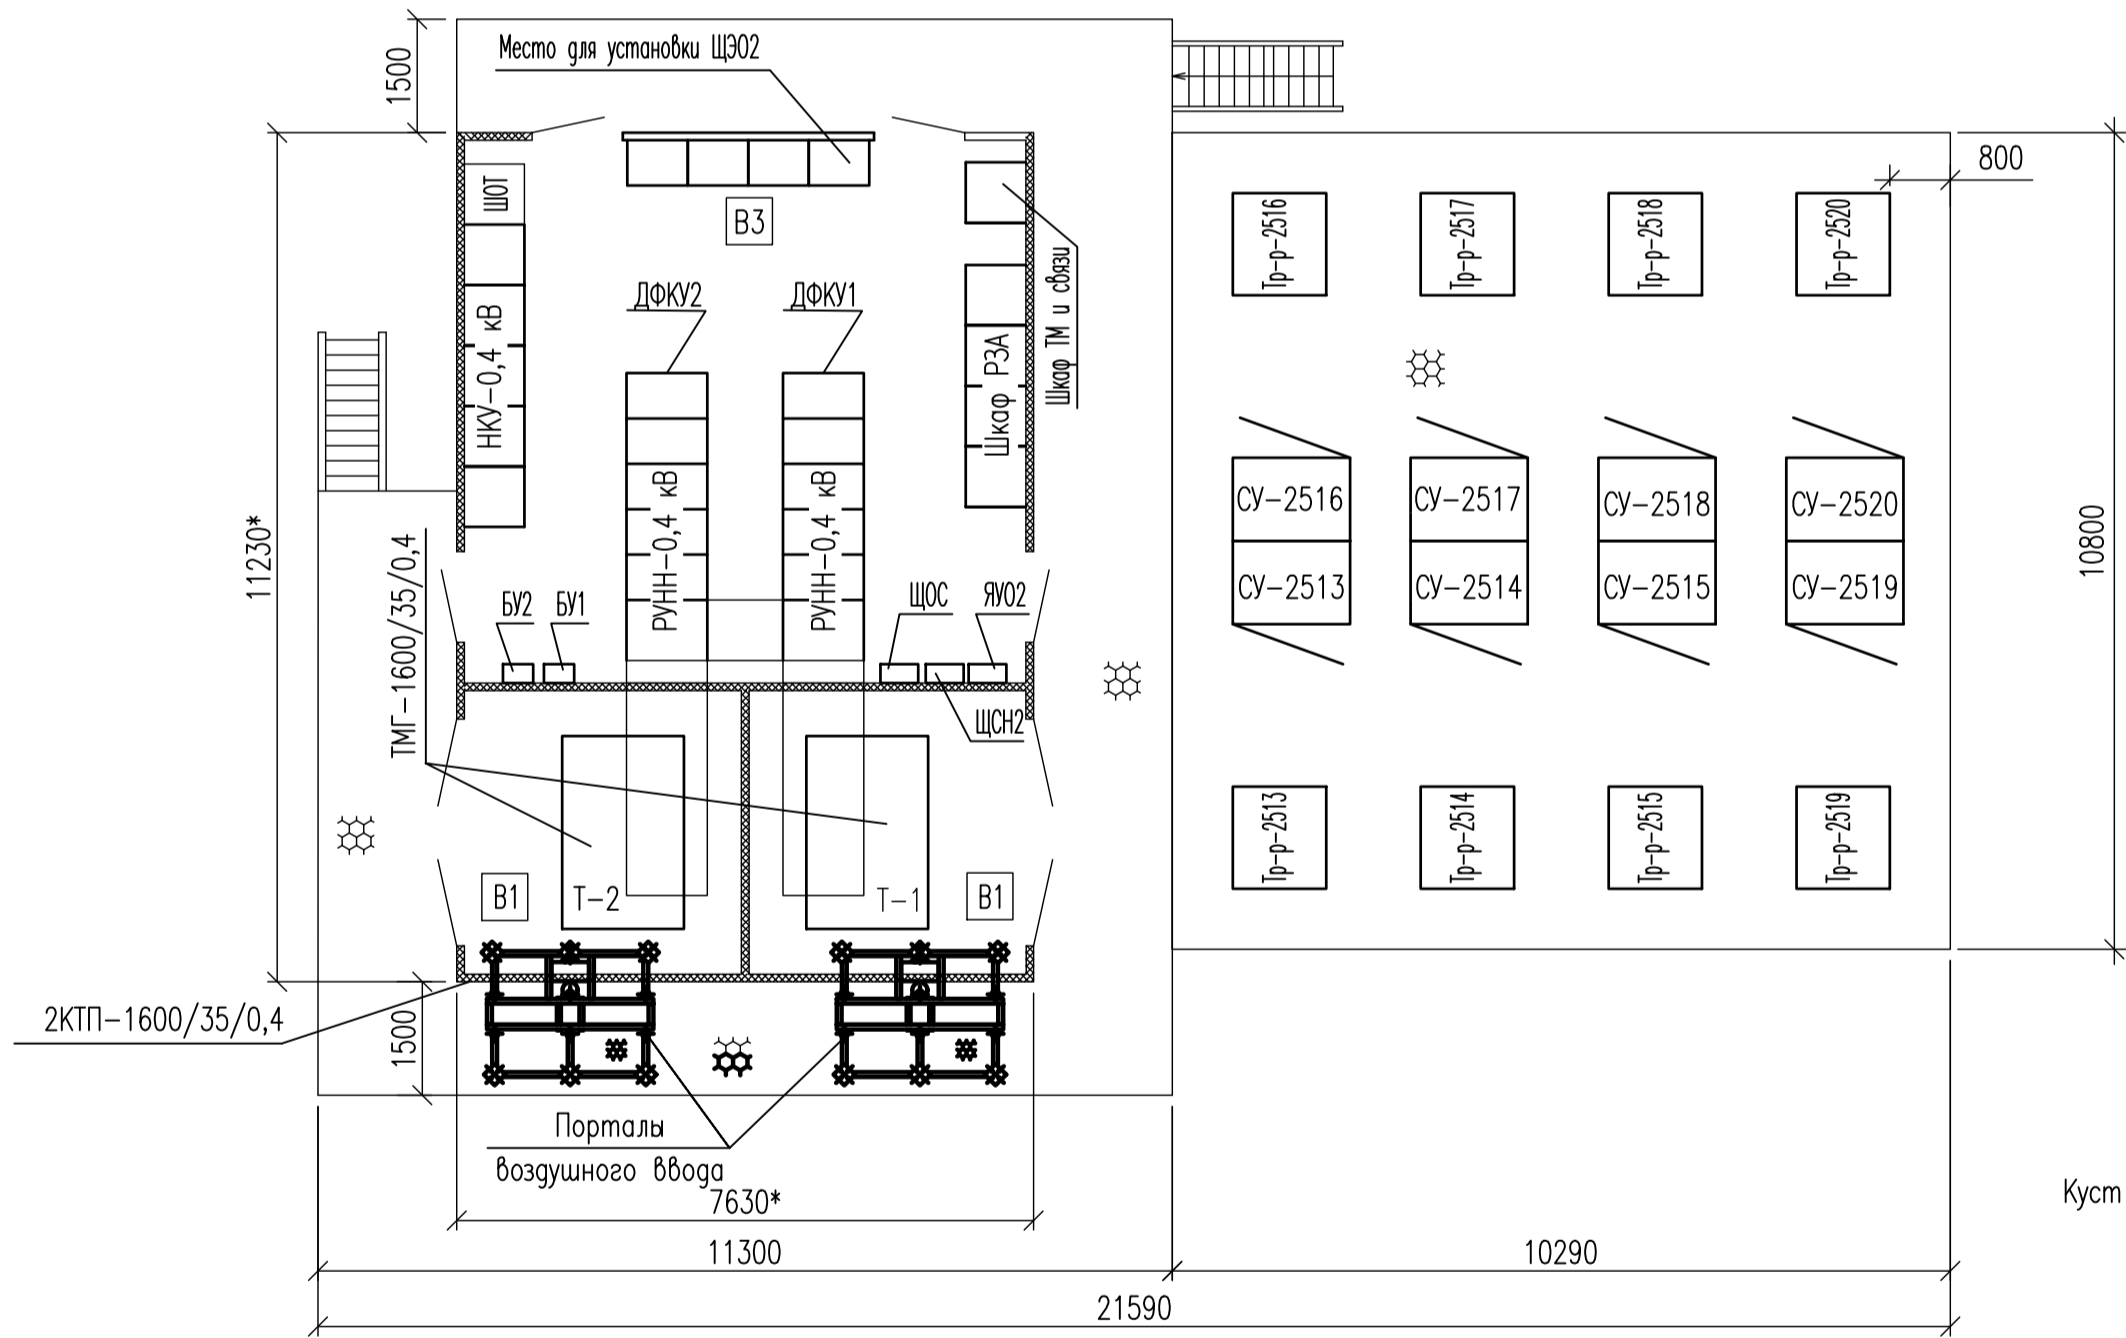 1500
Место для установки ЩЭО2
800
ШОТ
В3
Тр-р-2516
Тр-р-2517
Тр-р-2518
Тр-р-2520
Шкаф ТМ и связи
ДФКУ2
ДФКУ1
НКУ-0,4 кВ
Шкаф РЗА
РУНН-0,4 кВ
РУНН-0,4 кВ
СУ-2516
СУ-2517
СУ-2518
СУ-2520
СУ-2513
СУ-2514
СУ-2515
СУ-2519
11230*
10800
ТМГ-1600/35/0,4
БУ2
БУ1
ЩОС
ЯУО2
ЩСН2
Тр-р-2513
Тр-р-2514
Тр-р-2515
Тр-р-2519
В1
Т-2
Т-1
В1
2КТП-1600/35/0,4
1500
Порталы
воздушного ввода
7630*
Куст
11300
10290
21590